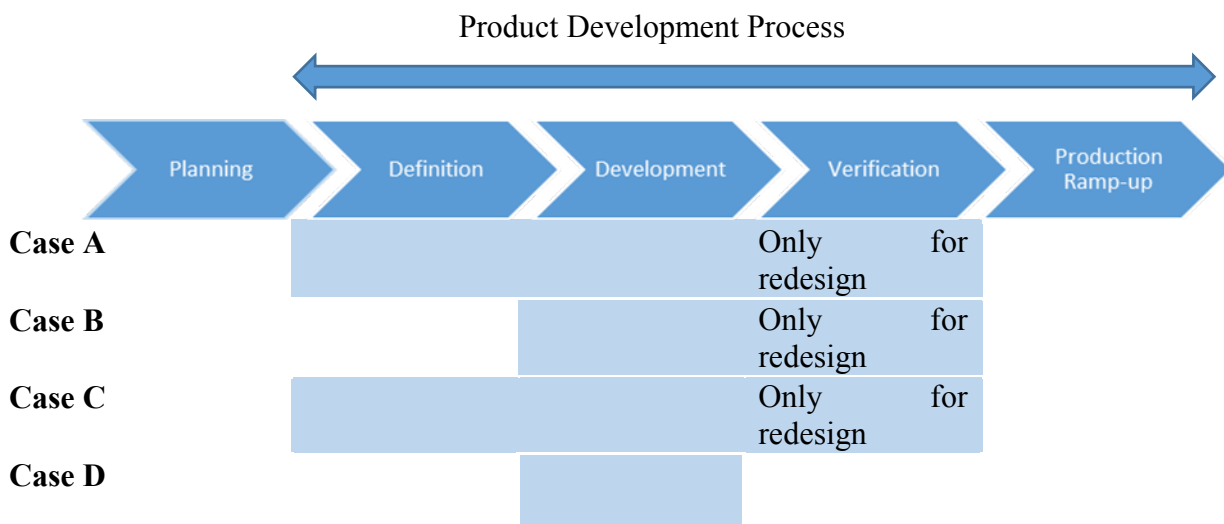 Product Development Process
Planning
Definition
Development
Verification
Production
Ramp-up
Case A
Only for
redesign
Case B
Only for
redesign
Case C
Only for
redesign
Case D